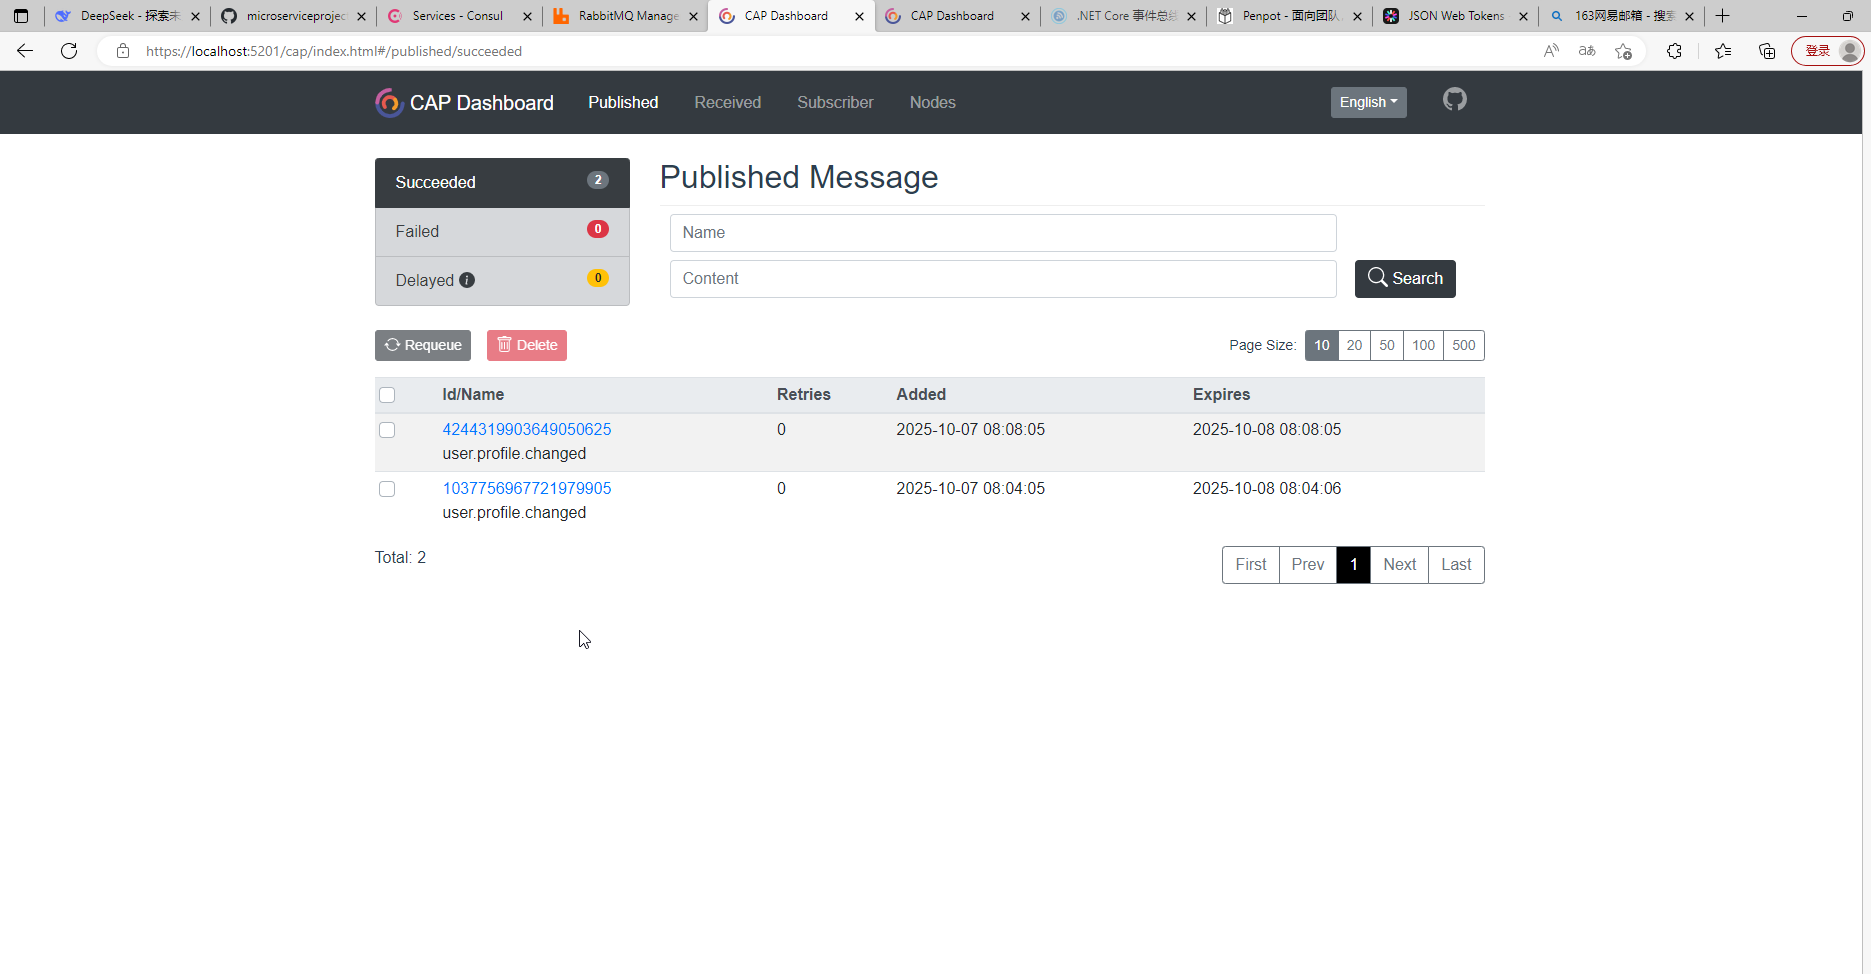 DeepSeek - 探索未
microserviceprojec
Services - Consul
RabbitMQ Manage
CAP Dashboard
CAP Dashboard
.NET Core 事件总线
Penpot - 面向团队
JSON Web Tokens
163网易邮箱 - 搜索
https://localhost:5201/cap/index.html#/published/succeeded
登录
CAP Dashboard Published Received Subscriber Nodes English
Succeeded 2
Failed 0
Delayed 0
Published Message
Name
Content
Search
Requeue Delete
Page Size: 10 20 50 100 500
Id/Name Retries Added Expires
4244319903649050625 0 2025-10-07 08:08:05 2025-10-08 08:08:05
user.profile.changed
1037756967721979905 0 2025-10-07 08:04:05 2025-10-08 08:04:06
user.profile.changed
Total: 2
First Prev 1 Next Last